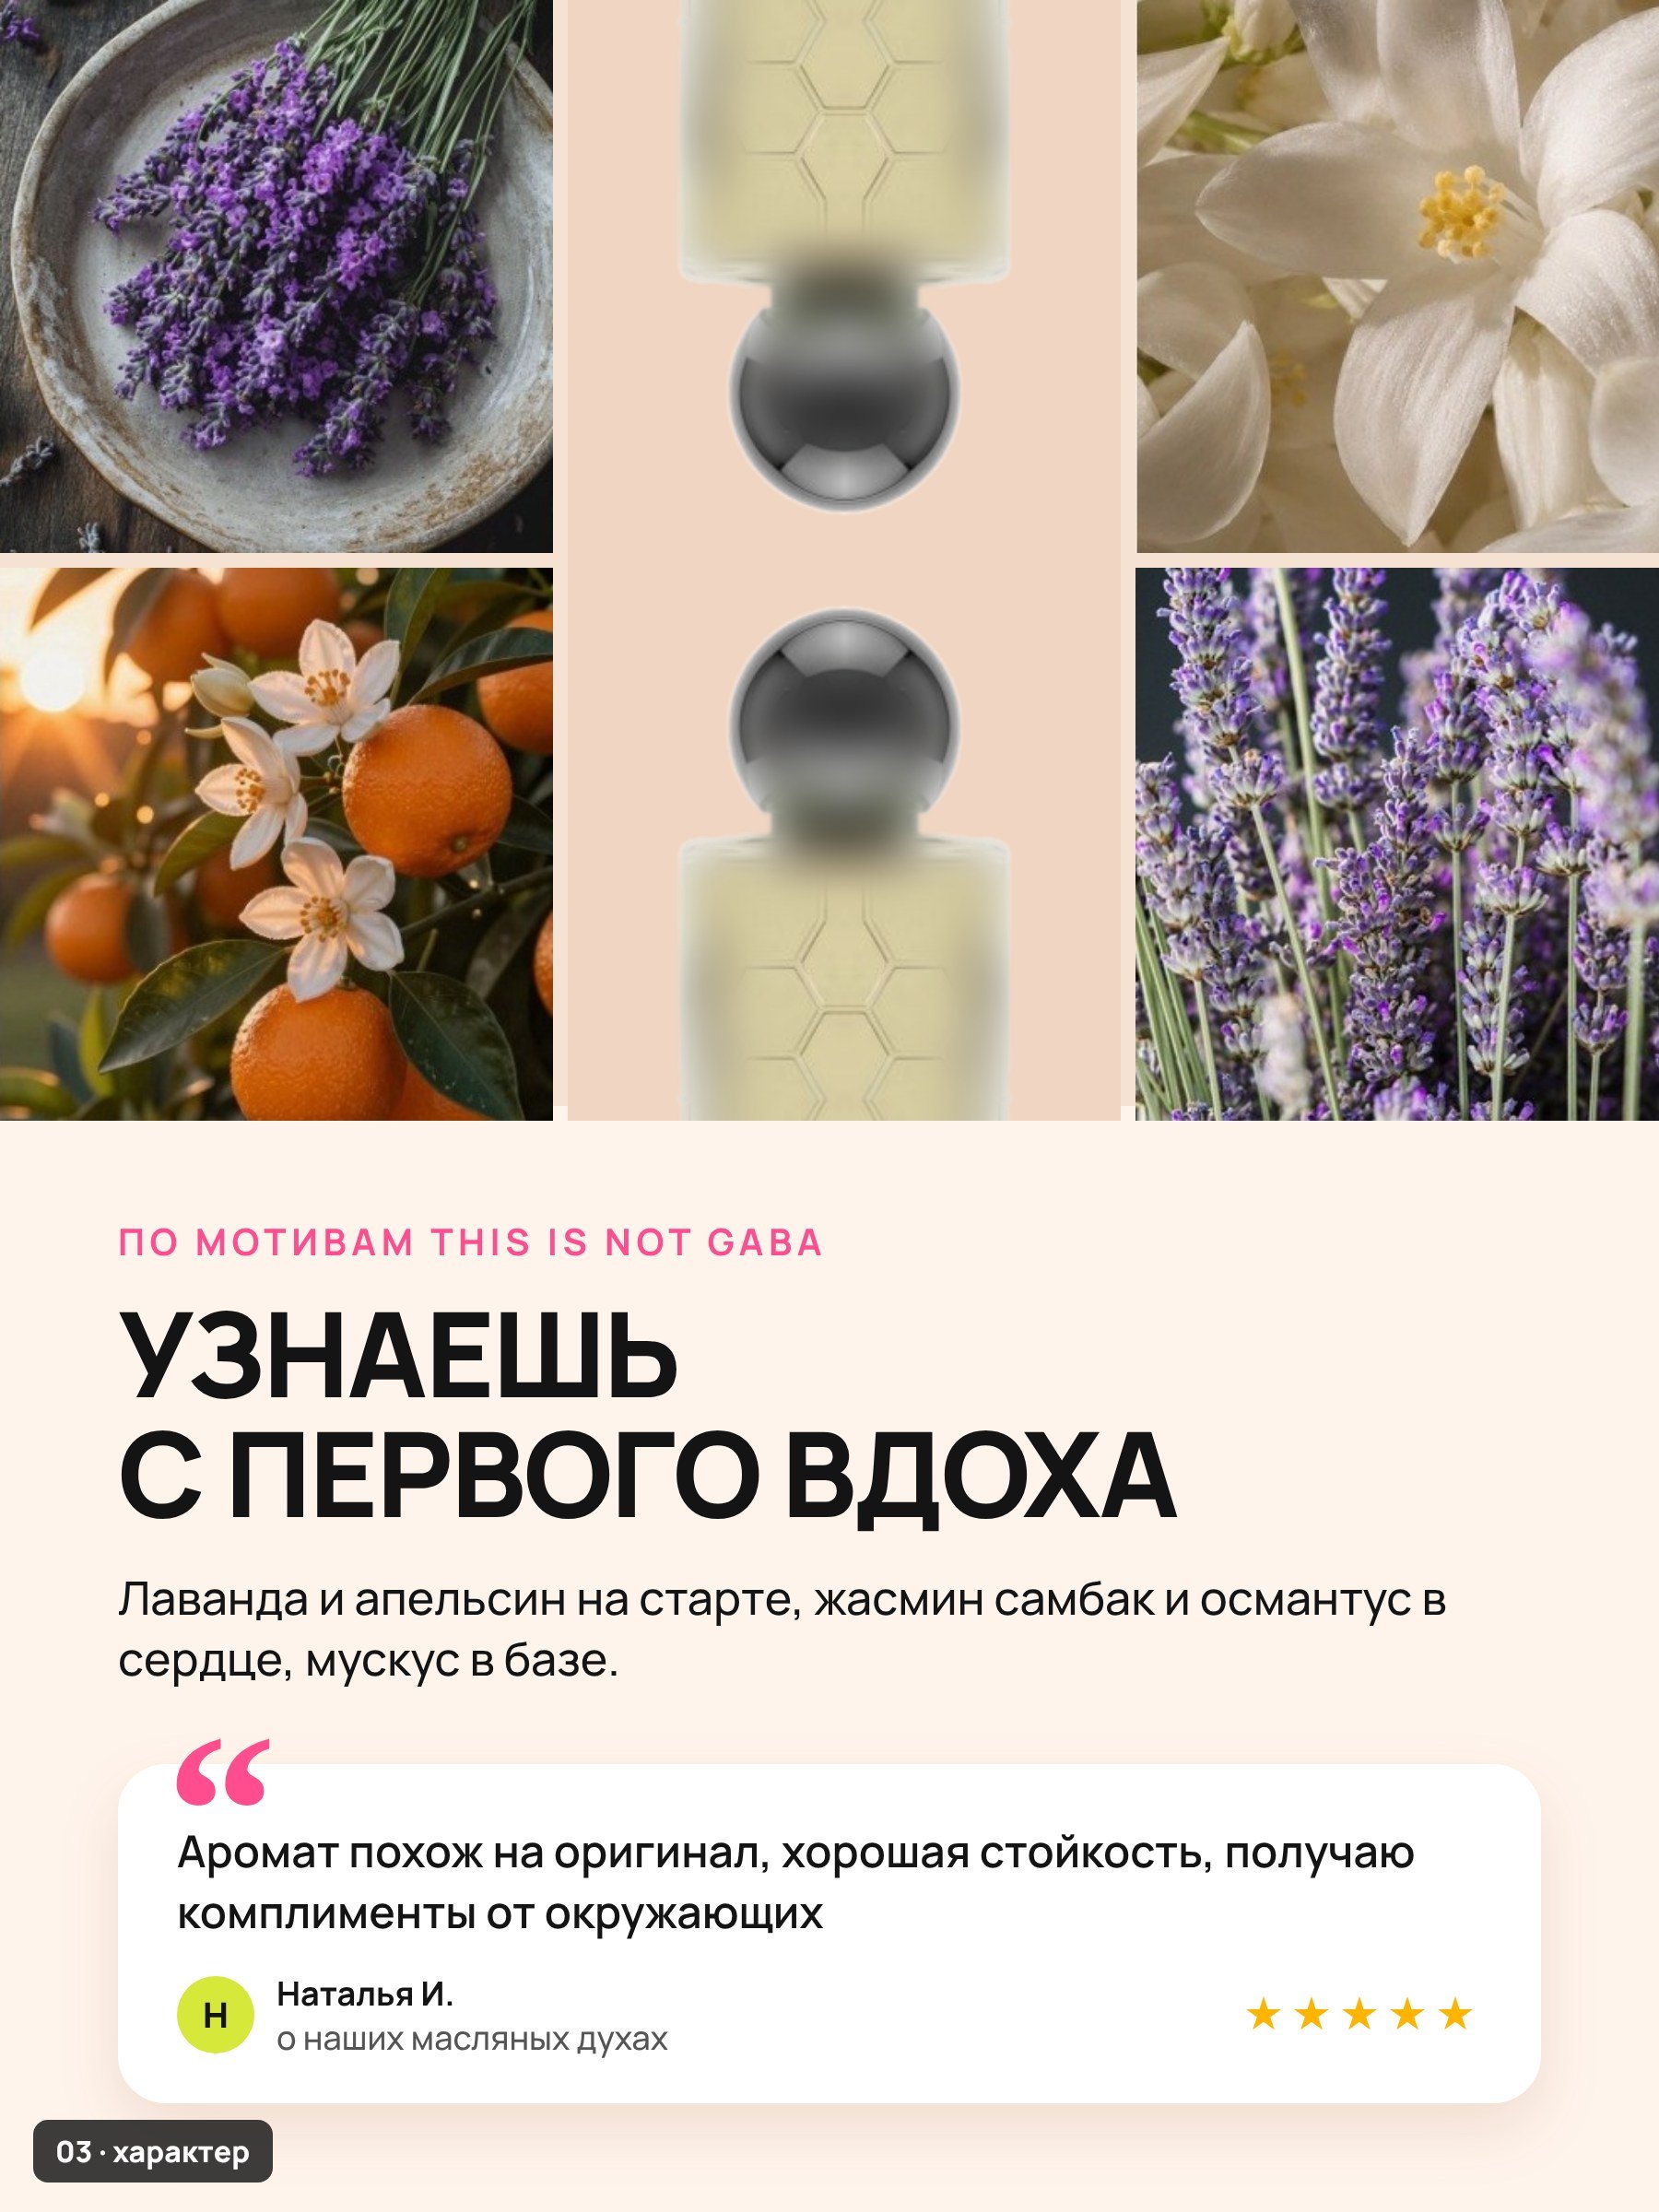 ПО МОТИВАМ THIS IS NOT GABA
УЗНАЕШЬ
С ПЕРВОГО ВДОХА
Лаванда и апельсин на старте, жасмин самбак и османтус в
сердце, мускус в базе.
“
Аромат похож на оригинал, хорошая стойкость, получаю
комплименты от окружающих
Н
Наталья И.
о наших масляных духах
★★★★★
03 · характер